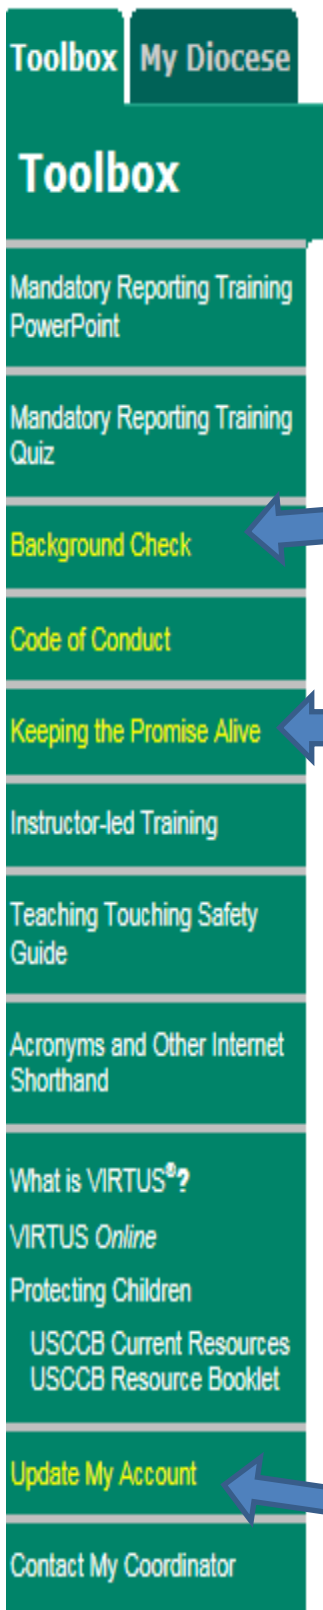 Toolbox My Diocese
Toolbox
Mandatory Reporting Training
PowerPoint
Mandatory Reporting Training
Quiz
Background Check
Code of Conduct
Keeping the Promise Alive
Instructor-led Training
Teaching Touching Safety
Guide
Acronyms and Other Internet
Shorthand
What is VIRTUS®?
VIRTUS Online
Protecting Children
USCCB Current Resources
USCCB Resource Booklet
Update My Account
Contact My Coordinator